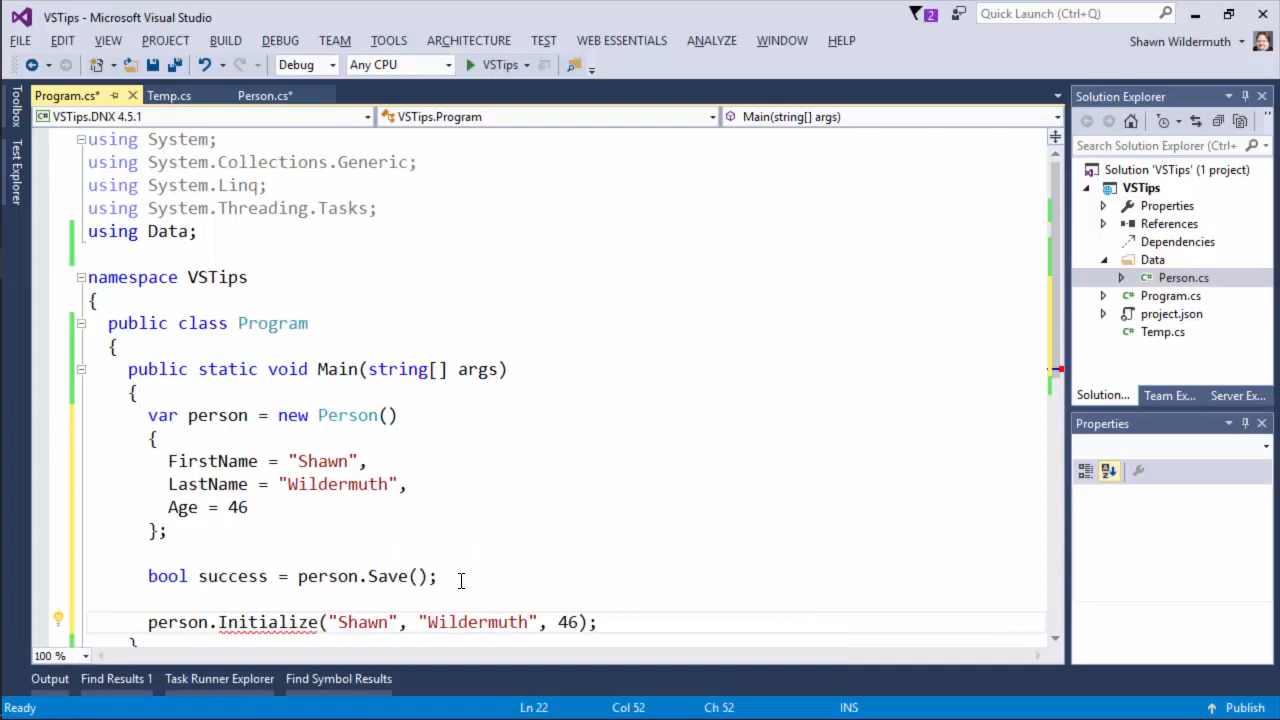 VSTips - Microsoft Visual Studio
2
Quick Launch (Ctrl+Q)
FILE EDIT VIEW PROJECT BUILD DEBUG TEAM TOOLS ARCHITECTURE TEST WEB ESSENTIALS ANALYZE WINDOW HELP
Shawn Wildermuth
Debug Any CPU VSTips
Toolbox
Test Explorer
Program.cs* Temp.cs Person.cs*
VSTips.DNX 4.5.1 VSTips.Program Main(string[] args)
using System;
using System.Collections.Generic;
using System.Linq;
using System.Threading.Tasks;
using Data;
namespace VSTips
{
public class Program
{
public static void Main(string[] args)
{
var person = new Person()
{
FirstName = "Shawn",
LastName = "Wildermuth",
Age = 46
};
bool success = person.Save();
person.Initialize("Shawn", "Wildermuth", 46);
}
100 %
Solution Explorer
Search Solution Explorer (Ctrl+
Solution 'VSTips' (1 project)
VSTips
Properties
References
Dependencies
Data
C# Person.cs
C# Program.cs
project.json
C# Temp.cs
Solution... Team Ex... Server Ex...
Properties
Output Find Results 1 Task Runner Explorer Find Symbol Results
Ready Ln 22 Col 52 Ch 52 INS Publish